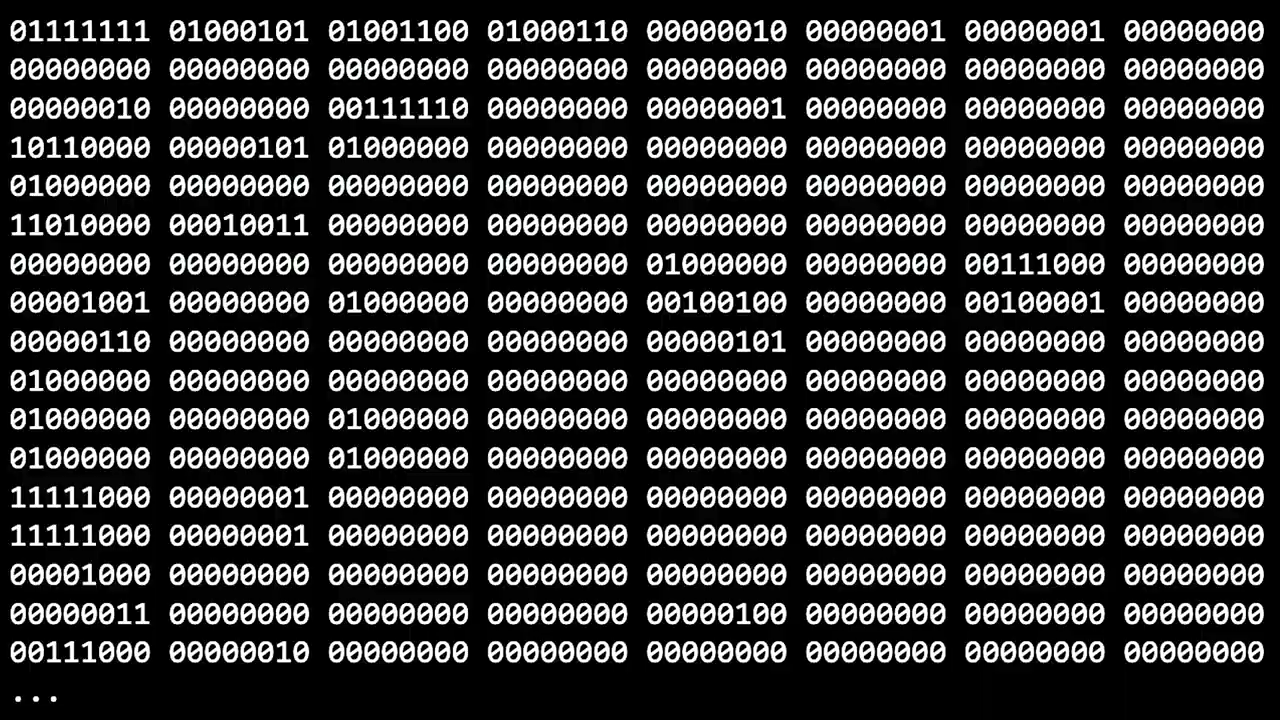 01111111 01000101 01001100 01000110 00000010 00000001 00000001 00000000
00000000 00000000 00000000 00000000 00000000 00000000 00000000 00000000
00000010 00000000 00111110 00000000 00000001 00000000 00000000 00000000
10110000 00000101 01000000 00000000 00000000 00000000 00000000 00000000
01000000 00000000 00000000 00000000 00000000 00000000 00000000 00000000
11010000 00010011 00000000 00000000 00000000 00000000 00000000 00000000
00000000 00000000 00000000 00000000 01000000 00000000 00111000 00000000
00001001 00000000 01000000 00000000 00100100 00000000 00100001 00000000
00000110 00000000 00000000 00000000 00000101 00000000 00000000 00000000
01000000 00000000 00000000 00000000 00000000 00000000 00000000 00000000
01000000 00000000 01000000 00000000 00000000 00000000 00000000 00000000
01000000 00000000 01000000 00000000 00000000 00000000 00000000 00000000
11111000 00000001 00000000 00000000 00000000 00000000 00000000 00000000
11111000 00000001 00000000 00000000 00000000 00000000 00000000 00000000
00001000 00000000 00000000 00000000 00000000 00000000 00000000 00000000
00000011 00000000 00000000 00000000 00000100 00000000 00000000 00000000
00111000 00000010 00000000 00000000 00000000 00000000 00000000 00000000
...